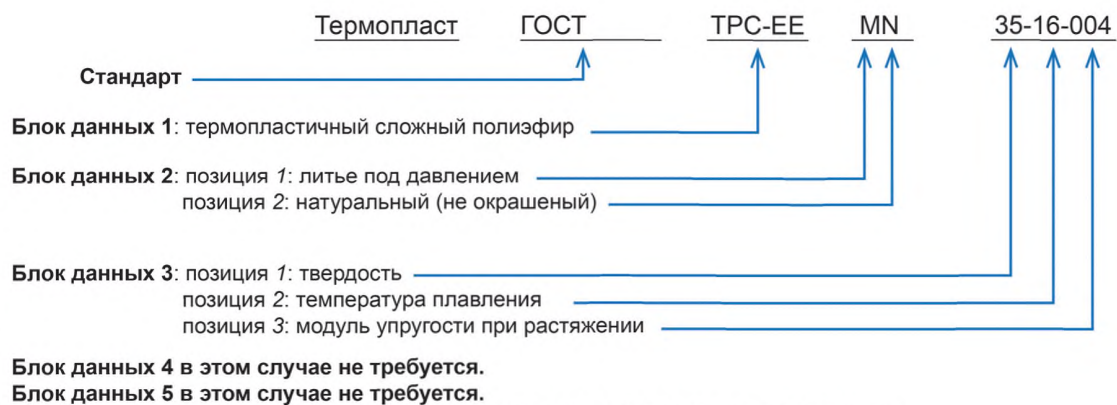 Термопласт ГОСТ TPC-EE MN 35-16-004
Стандарт
Блок данных 1: термопластичный сложный полиэфир
Блок данных 2: позиция 1: литье под давлением
позиция 2: натуральный (не окрашеный)
Блок данных 3: позиция 1: твердость
позиция 2: температура плавления
позиция 3: модуль упругости при растяжении
Блок данных 4 в этом случае не требуется.
Блок данных 5 в этом случае не требуется.